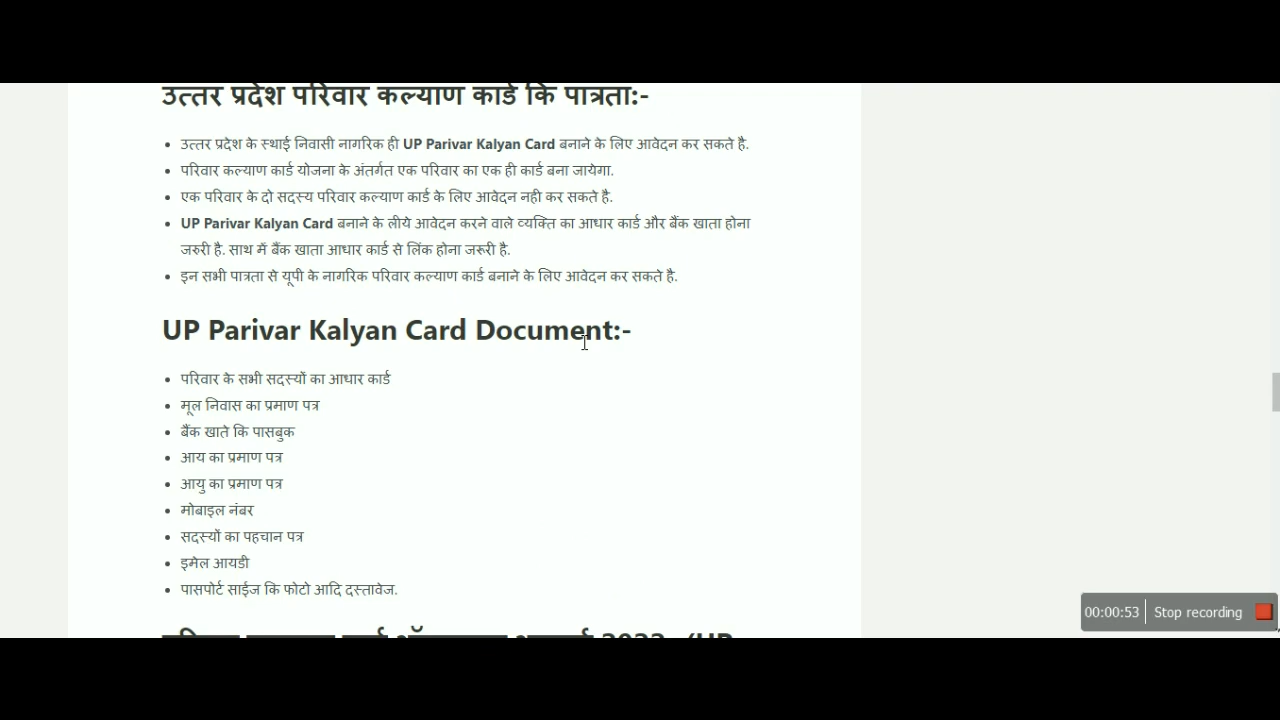 उत्तर प्रदेश परिवार कल्याण कार्ड कि पात्रता:-
उत्तर प्रदेश के स्थाई निवासी नागरिक ही UP Parivar Kalyan Card बनाने के लिए आवेदन कर सकते है.
परिवार कल्याण कार्ड योजना के अंतर्गत एक परिवार का एक ही कार्ड बना जायेगा.
एक परिवार के दो सदस्य परिवार कल्याण कार्ड के लिए आवेदन नही कर सकते है.
UP Parivar Kalyan Card बनाने के लीये आवेदन करने वाले व्यक्ति का आधार कार्ड और बैंक खाता होना
जरुरी है. साथ में बैंक खाता आधार कार्ड से लिंक होना जरूरी है.
इन सभी पात्रता से यूपी के नागरिक परिवार कल्याण कार्ड बनाने के लिए आवेदन कर सकते है.
UP Parivar Kalyan Card Document:-
परिवार के सभी सदस्यों का आधार कार्ड
मूल निवास का प्रमाण पत्र
बैंक खाते कि पासबुक
आय का प्रमाण पत्र
आयु का प्रमाण पत्र
मोबाइल नंबर
सदस्यों का पहचान पत्र
इमेल आयडी
पासपोर्ट साईज कि फोटो आदि दस्तावेज.
00:00:53 Stop recording